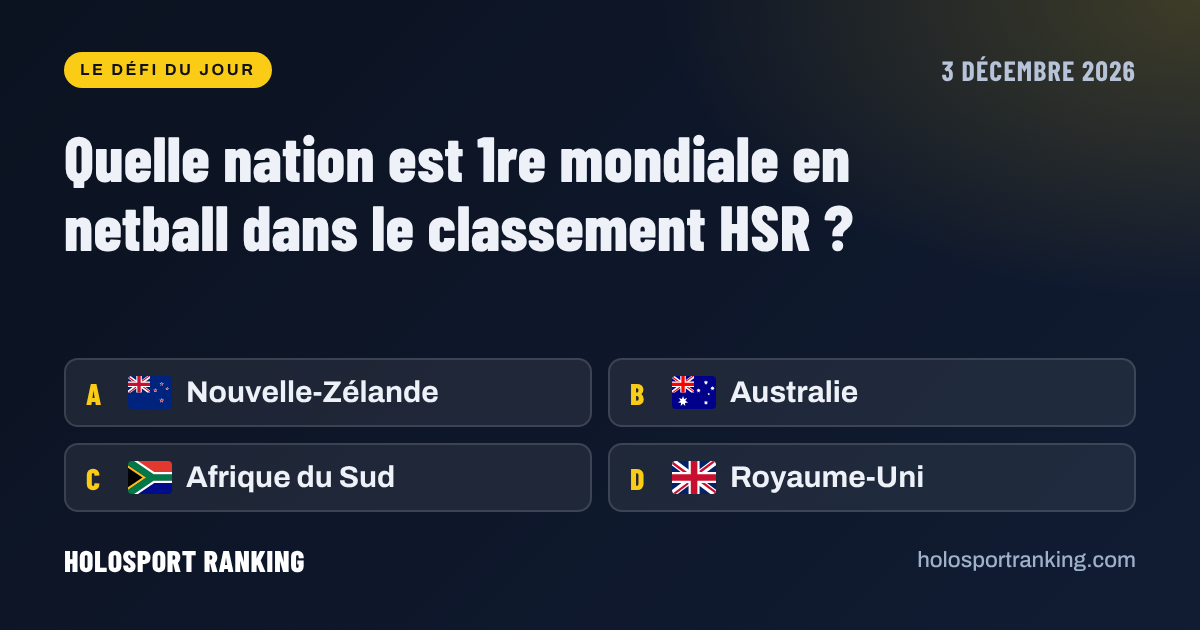 LE DÉFI DU JOUR
3 DÉCEMBRE 2026
Quelle nation est 1re mondiale en
netball dans le classement HSR ?
A Nouvelle-Zélande
B Australie
C Afrique du Sud
D Royaume-Uni
HOLOSPORT RANKING
holosportranking.com